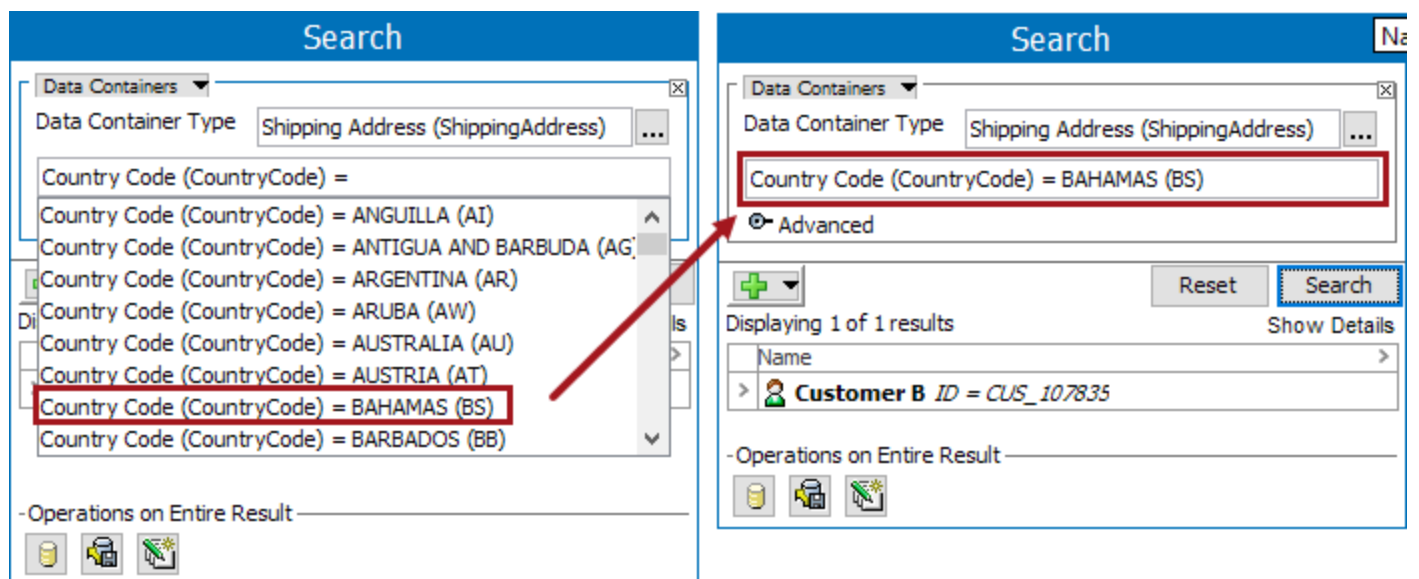 Search
Data Containers
Data Container Type Shipping Address (ShippingAddress) ...
Country Code (CountryCode) =
Country Code (CountryCode) = ANGUILLA (AI)
Country Code (CountryCode) = ANTIGUA AND BARBUDA (AG)
Country Code (CountryCode) = ARGENTINA (AR)
Country Code (CountryCode) = ARUBA (AW)
Country Code (CountryCode) = AUSTRALIA (AU)
Country Code (CountryCode) = AUSTRIA (AT)
Country Code (CountryCode) = BAHAMAS (BS)
Country Code (CountryCode) = BARBADOS (BB)
Di
ls
Operations on Entire Result
Search
Na
Data Containers
Data Container Type Shipping Address (ShippingAddress) ...
Country Code (CountryCode) = BAHAMAS (BS)
Advanced
Reset Search
Displaying 1 of 1 results Show Details
Name
Customer B ID = CUS_107835
Operations on Entire Result